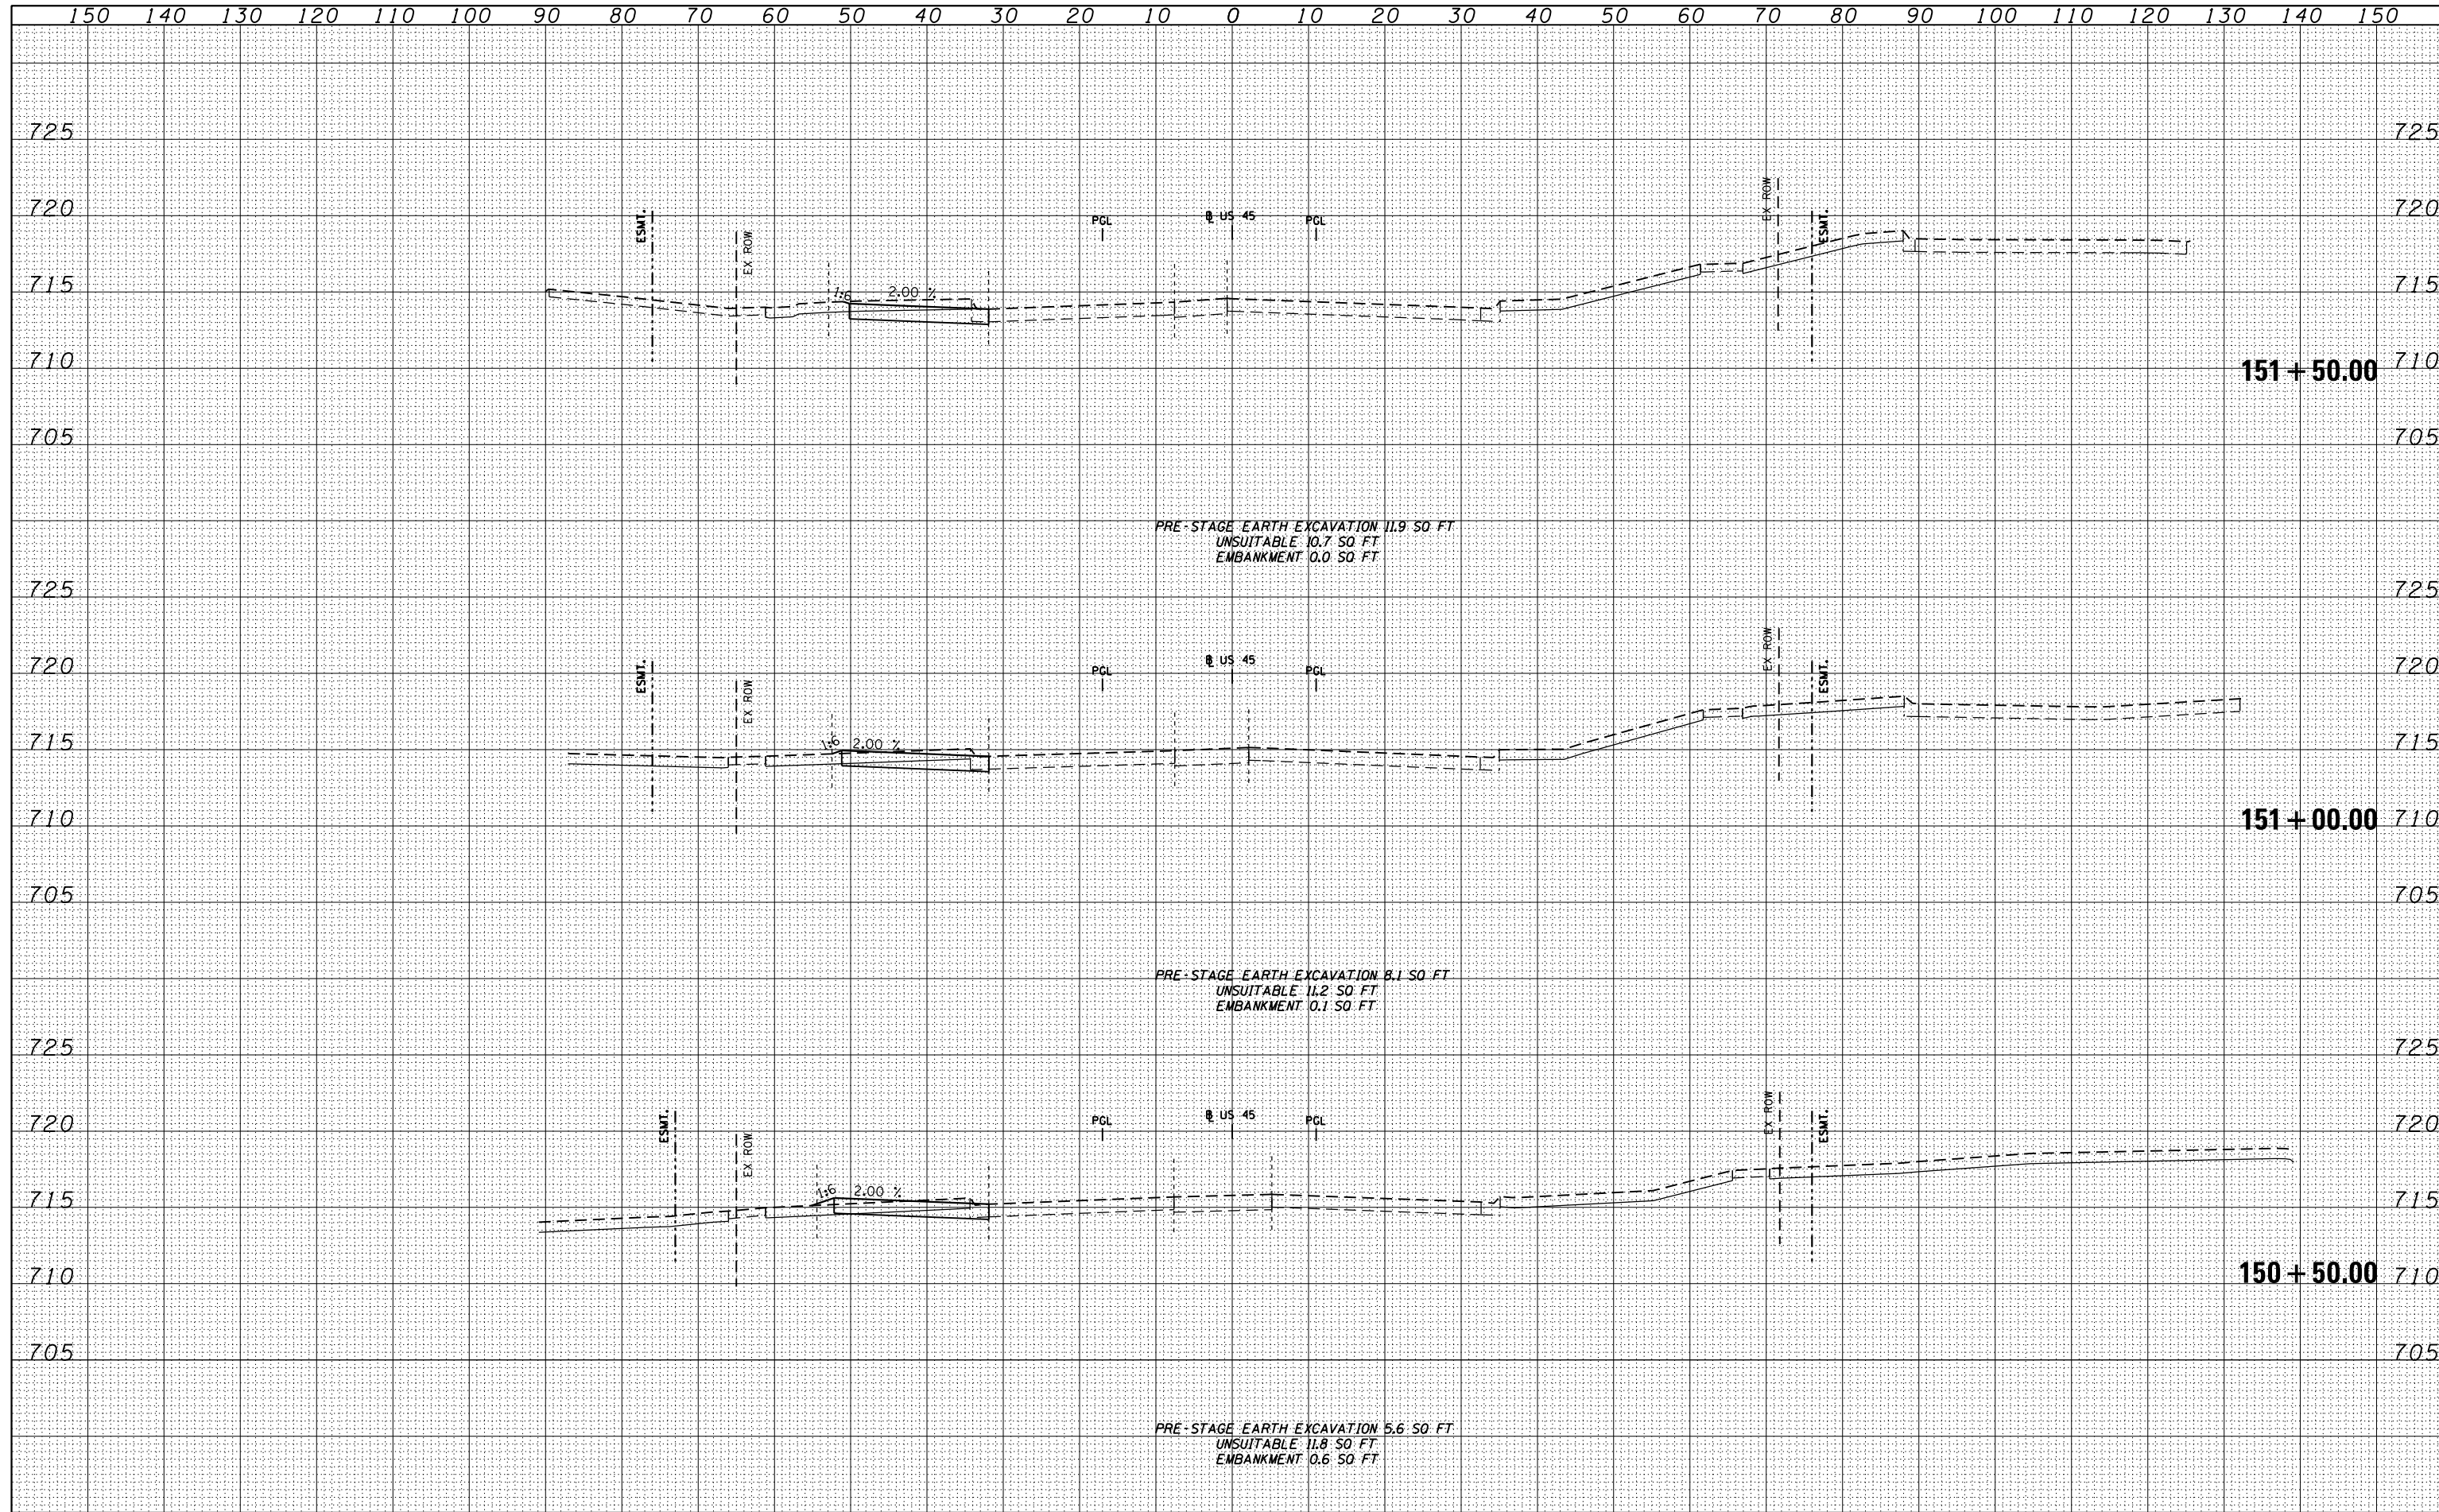 150 140 130 120 110 100 90 80 70 60 50 40 30 20 10 0 10 20 30 40 50 60 70 80 90 100 110 120 130 140 150
725 725
EX ROW
720 ESMT. PGL ℄ US 45 PGL ESMT. 720
EX ROW
715 1:6 2.00 % 715
710 151+50.00 710
705 705
PRE-STAGE EARTH EXCAVATION 11.9 SQ FT
UNSUITABLE 10.7 SQ FT
EMBANKMENT 0.0 SQ FT
725 725
EX ROW
720 ESMT. PGL ℄ US 45 PGL ESMT. 720
EX ROW
715 1:6 2.00 % 715
710 151+00.00 710
705 705
PRE-STAGE EARTH EXCAVATION 8.1 SQ FT
UNSUITABLE 11.2 SQ FT
EMBANKMENT 0.1 SQ FT
725 725
EX ROW
720 ESMT. PGL ℄ US 45 PGL ESMT. 720
EX ROW
715 1:6 2.00 % 715
710 150+50.00 710
705 705
PRE-STAGE EARTH EXCAVATION 5.6 SQ FT
UNSUITABLE 11.8 SQ FT
EMBANKMENT 0.6 SQ FT